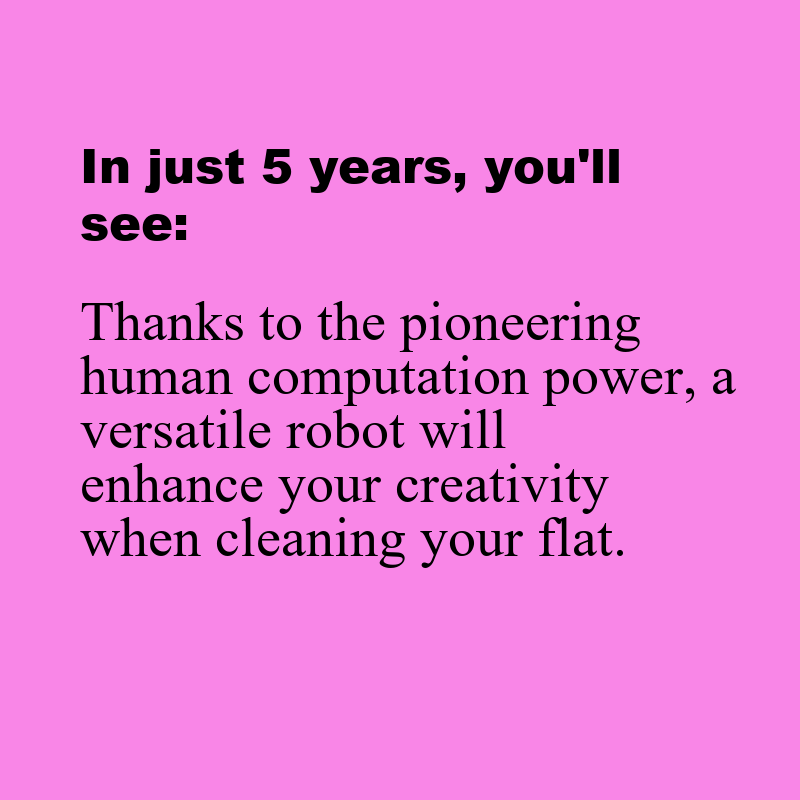 In just 5 years, you'll
see:
Thanks to the pioneering
human computation power, a
versatile robot will
enhance your creativity
when cleaning your flat.